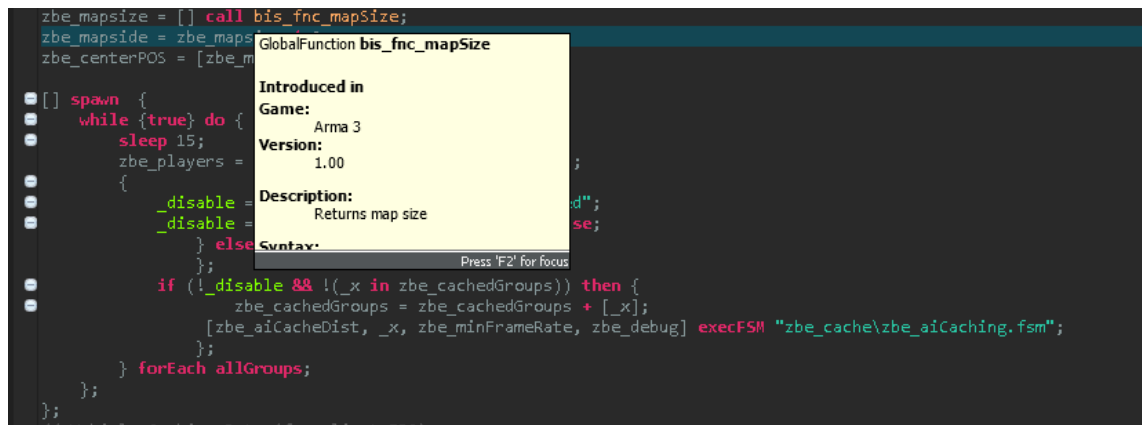 zbe_mapsize = [] call bis_fnc_mapSize;
zbe_mapside = zbe_maps
zbe_centerPOS = [zbe_m
GlobalFunction bis_fnc_mapSize
Introduced in
Game:
Arma 3
Version:
1.00
Description:
Returns map size
Syntax:
Press 'F2' for focus
[] spawn {
while {true} do {
sleep 15;
zbe_players = ;
{
_disable = d";
_disable = se;
} else
};
if (!_disable && !(_x in zbe_cachedGroups)) then {
zbe_cachedGroups = zbe_cachedGroups + [_x];
[zbe_aiCacheDist, _x, zbe_minFrameRate, zbe_debug] execFSM "zbe_cache\zbe_aiCaching.fsm";
};
} forEach allGroups;
};
};